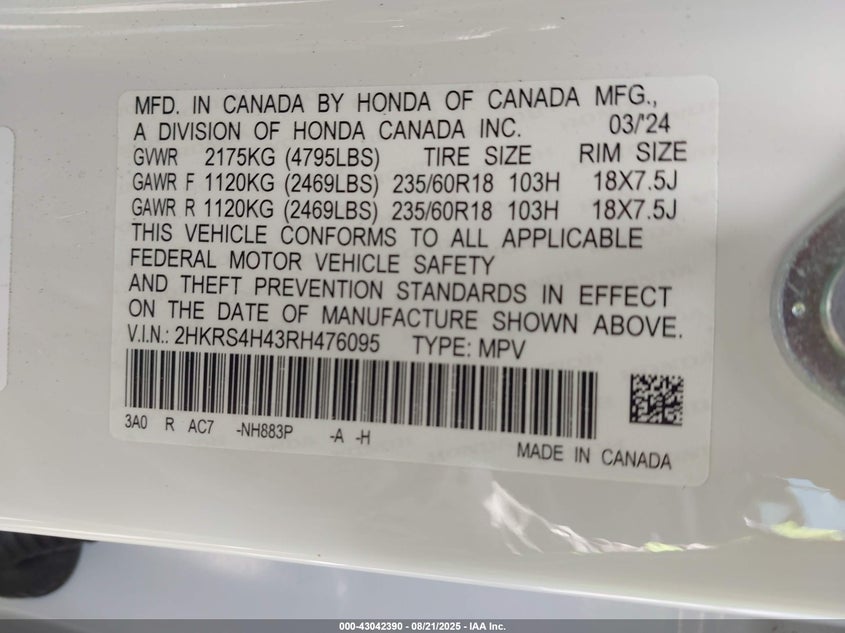 MFD. IN CANADA BY HONDA OF CANADA MFG.,
A DIVISION OF HONDA CANADA INC. 03/'24
GVWR 2175KG (4795LBS) TIRE SIZE RIM SIZE
GAWR F 1120KG (2469LBS) 235/60R18 103H 18X7.5J
GAWR R 1120KG (2469LBS) 235/60R18 103H 18X7.5J
THIS VEHICLE CONFORMS TO ALL APPLICABLE
FEDERAL MOTOR VEHICLE SAFETY
AND THEFT PREVENTION STANDARDS IN EFFECT
ON THE DATE OF MANUFACTURE SHOWN ABOVE.
V.I.N.: 2HKRS4H43RH476095 TYPE: MPV
3A0 R AC7 -NH883P -A -H
MADE IN CANADA
000-43042390 - 08/21/2025 - IAA Inc.